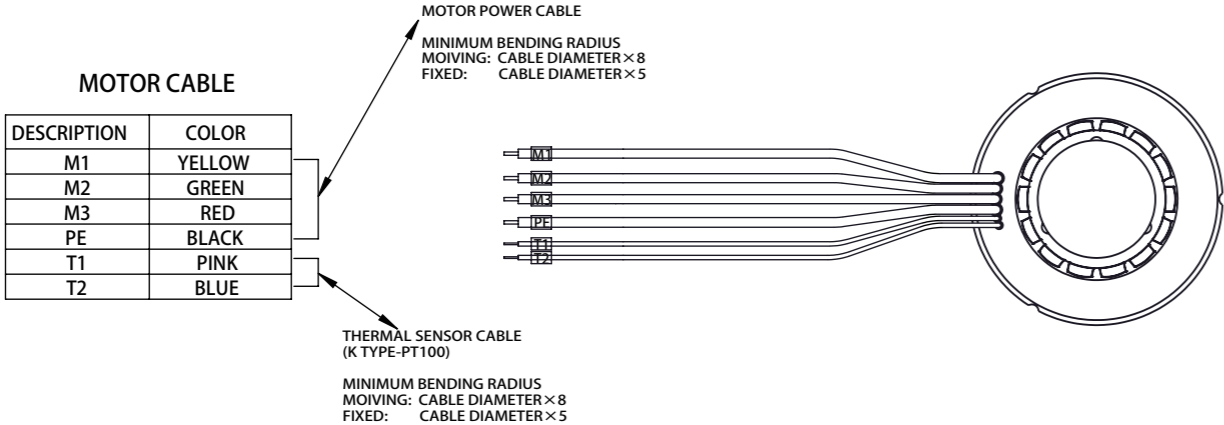 MOTOR POWER CABLE
MINIMUM BENDING RADIUS
MOIVING: CABLE DIAMETER×8
FIXED: CABLE DIAMETER×5
MOTOR CABLE
DESCRIPTION COLOR
M1 YELLOW
M2 GREEN
M3 RED
PE BLACK
T1 PINK
T2 BLUE
M1
M2
M3
PE
T1
T2
THERMAL SENSOR CABLE
(K TYPE-PT100)
MINIMUM BENDING RADIUS
MOIVING: CABLE DIAMETER×8
FIXED: CABLE DIAMETER×5